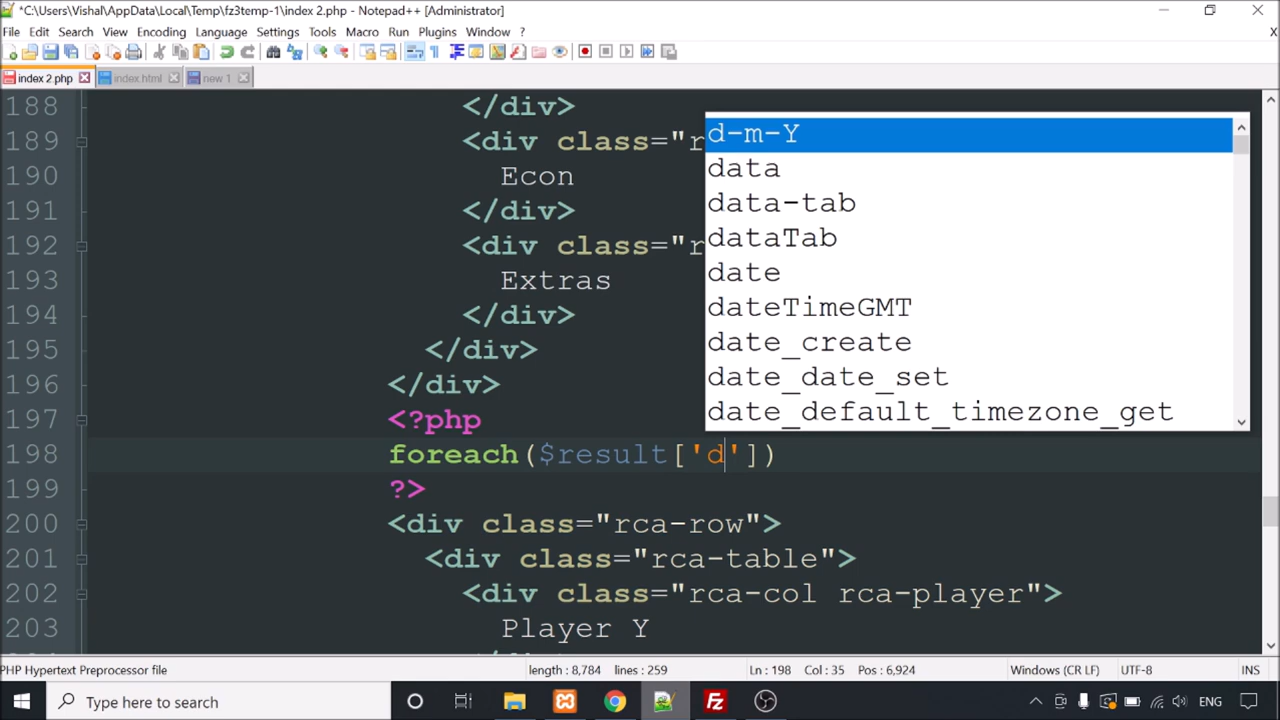 *C:\Users\Vishal\AppData\Local\Temp\fz3temp-1\index 2.php - Notepad++ [Administrator]
File Edit Search View Encoding Language Settings Tools Macro Run Plugins Window ? X
index 2.php index.html new 1
188 </div>
189 <div class="r
190 Econ
191 </div>
192 <div class="r
193 Extras
194 </div>
195 </div>
196 </div>
197 <?php
198 foreach($result['d'])
199 ?>
200 <div class="rca-row">
201 <div class="rca-table">
202 <div class="rca-col rca-player">
203 Player Y
d-m-Y
data
data-tab
dataTab
date
dateTimeGMT
date_create
date_date_set
date_default_timezone_get
PHP Hypertext Preprocessor file length : 8,784 lines : 259 Ln : 198 Col : 35 Pos : 6,924 Windows (CR LF) UTF-8 INS
Type here to search ENG